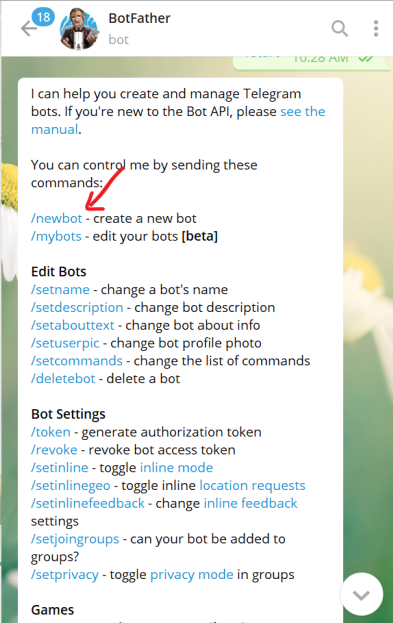 18
BotFather
bot
10:28 AM
I can help you create and manage Telegram
bots. If you're new to the Bot API, please see the
manual.
You can control me by sending these
commands:
/newbot - create a new bot
/mybots - edit your bots [beta]
Edit Bots
/setname - change a bot's name
/setdescription - change bot description
/setabouttext - change bot about info
/setuserpic - change bot profile photo
/setcommands - change the list of commands
/deletebot - delete a bot
Bot Settings
/token - generate authorization token
/revoke - revoke bot access token
/setinline - toggle inline mode
/setinlinegeo - toggle inline location requests
/setinlinefeedback - change inline feedback
settings
/setjoingroups - can your bot be added to
groups?
/setprivacy - toggle privacy mode in groups
Games